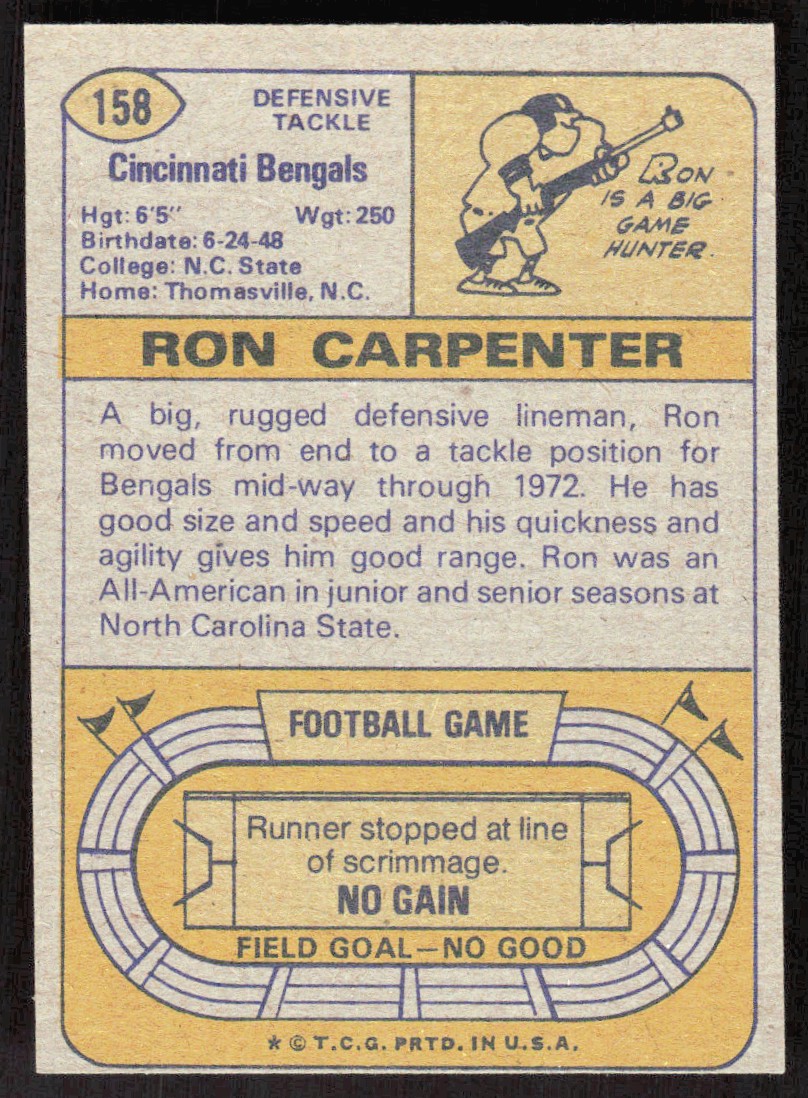 158
DEFENSIVE
TACKLE
Cincinnati Bengals
Hgt: 6'5" Wgt: 250
Birthdate: 6-24-48
College: N.C. State
Home: Thomasville, N.C.
RON
IS A BIG
GAME
HUNTER.
RON CARPENTER
A big, rugged defensive lineman, Ron
moved from end to a tackle position for
Bengals mid-way through 1972. He has
good size and speed and his quickness and
agility gives him good range. Ron was an
All-American in junior and senior seasons at
North Carolina State.
FOOTBALL GAME
Runner stopped at line
of scrimmage.
NO GAIN
FIELD GOAL—NO GOOD
* © T.C.G. PRTD. IN U.S.A.